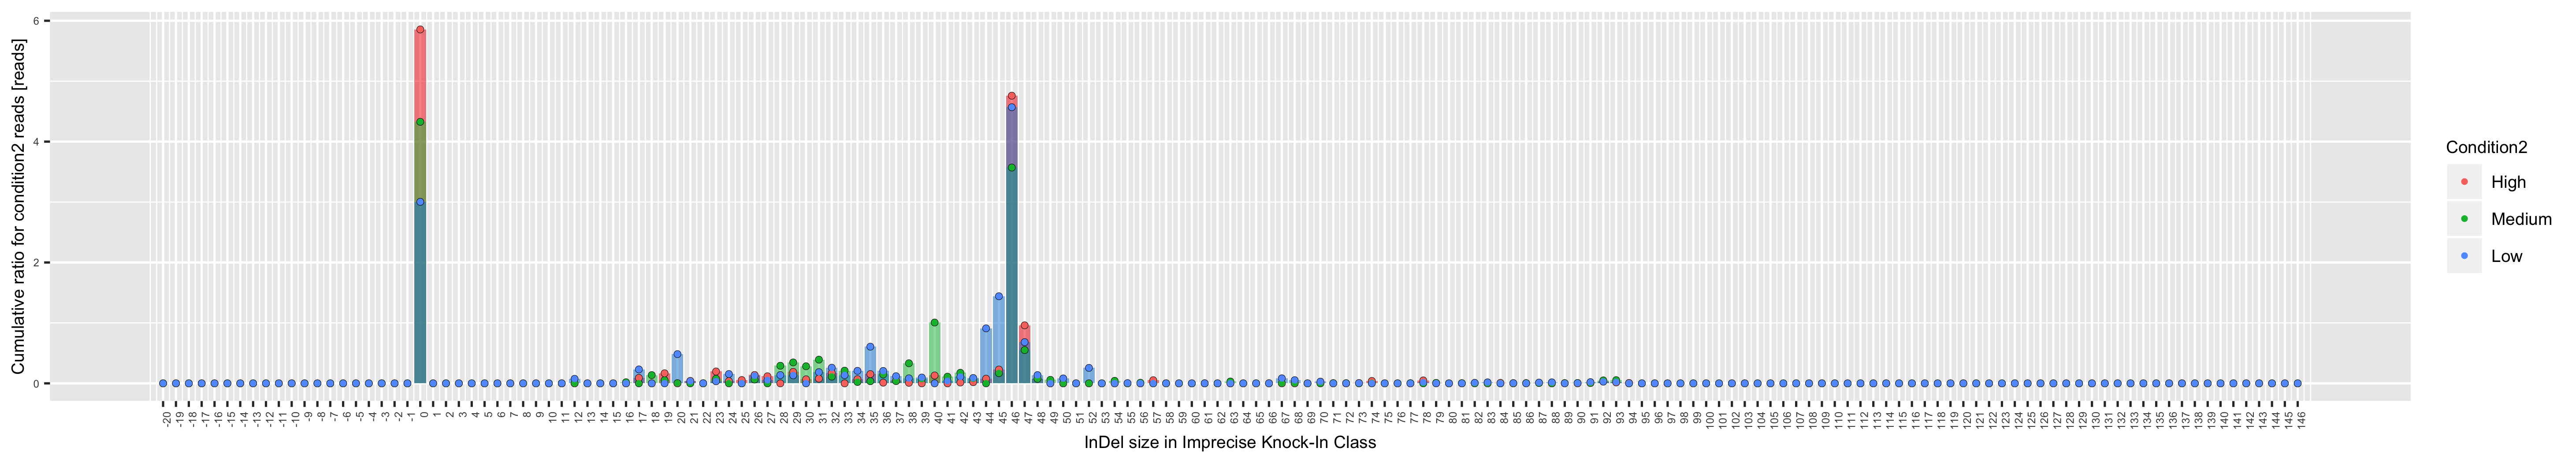 Cumulative ratio for condition2 reads [reads]
6
4
2
0
-20 -19 -18 -17 -16 -15 -14 -13 -12 -11 -10 -9 -8 -7 -6 -5 -4 -3 -2 -1 0 1 2 3 4 5 6 7 8 9 10 11 12 13 14 15 16 17 18 19 20 21 22 23 24 25 26 27 28 29 30 31 32 33 34 35 36 37 38 39 40 41 42 43 44 45 46 47 48 49 50 51 52 53 54 55 56 57 58 59 60 61 62 63 64 65 66 67 68 69 70 71 72 73 74 75 76 77 78 79 80 81 82 83 84 85 86 87 88 89 90 91 92 93 94 95 96 97 98 99 100 101 102 103 104 105 106 107 108 109 110 111 112 113 114 115 116 117 118 119 120 121 122 123 124 125 126 127 128 129 130 131 132 133 134 135 136 137 138 139 140 141 142 143 144 145 146
InDel size in Imprecise Knock-In Class
Condition2
High
Medium
Low